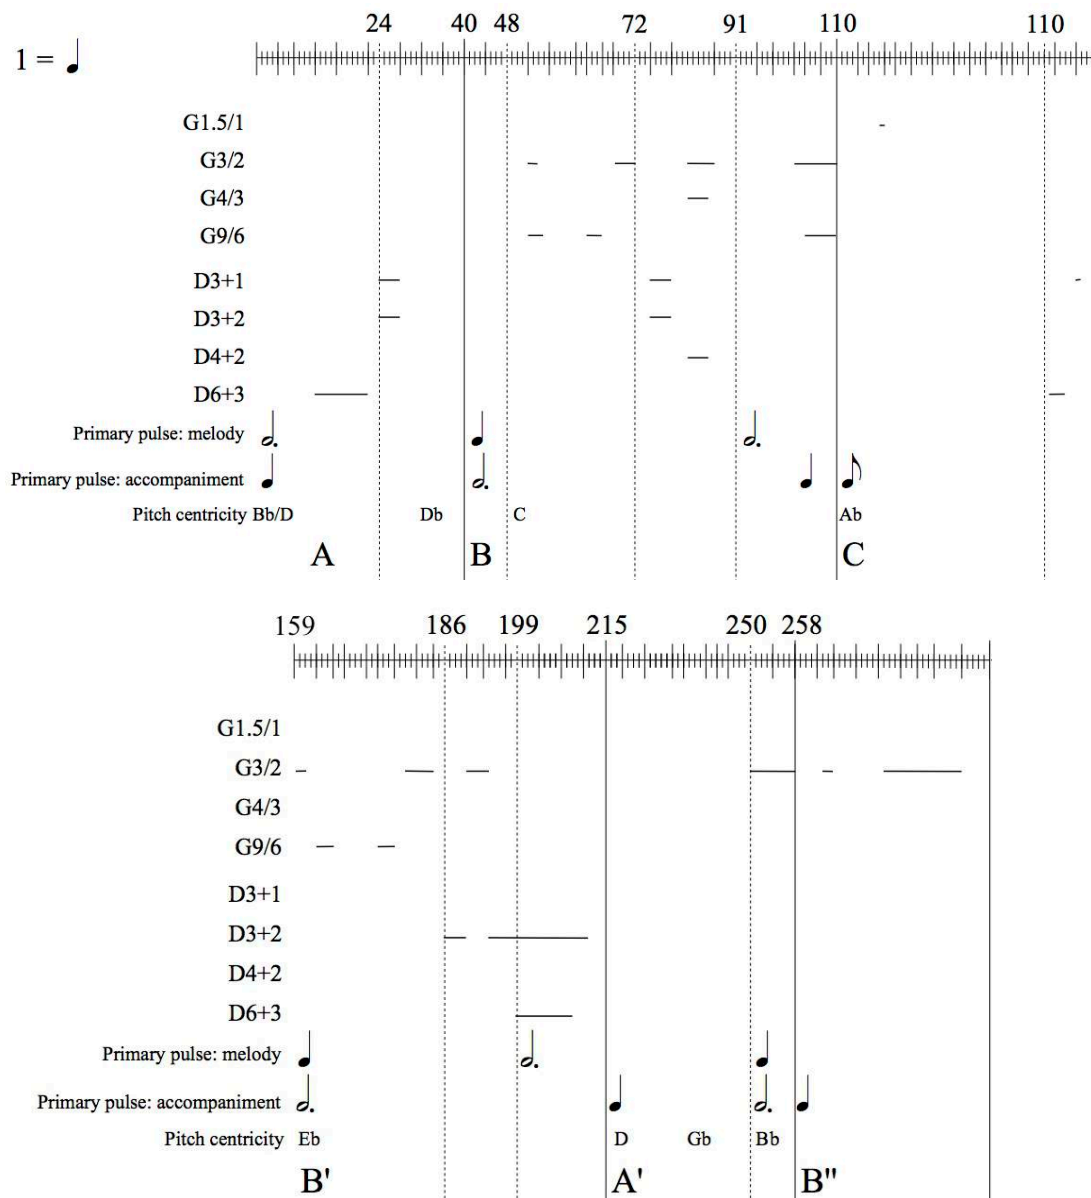 24 40 48 72 91 110 110
1 = ♩
G1.5/1
G3/2
G4/3
G9/6
D3+1
D3+2
D4+2
D6+3
Primary pulse: melody
Primary pulse: accompaniment
Pitch centricity Bb/D Db C Ab
A B C
159 186 199 215 250 258
G1.5/1
G3/2
G4/3
G9/6
D3+1
D3+2
D4+2
D6+3
Primary pulse: melody
Primary pulse: accompaniment
Pitch centricity Eb D Gb Bb
B' A' B"